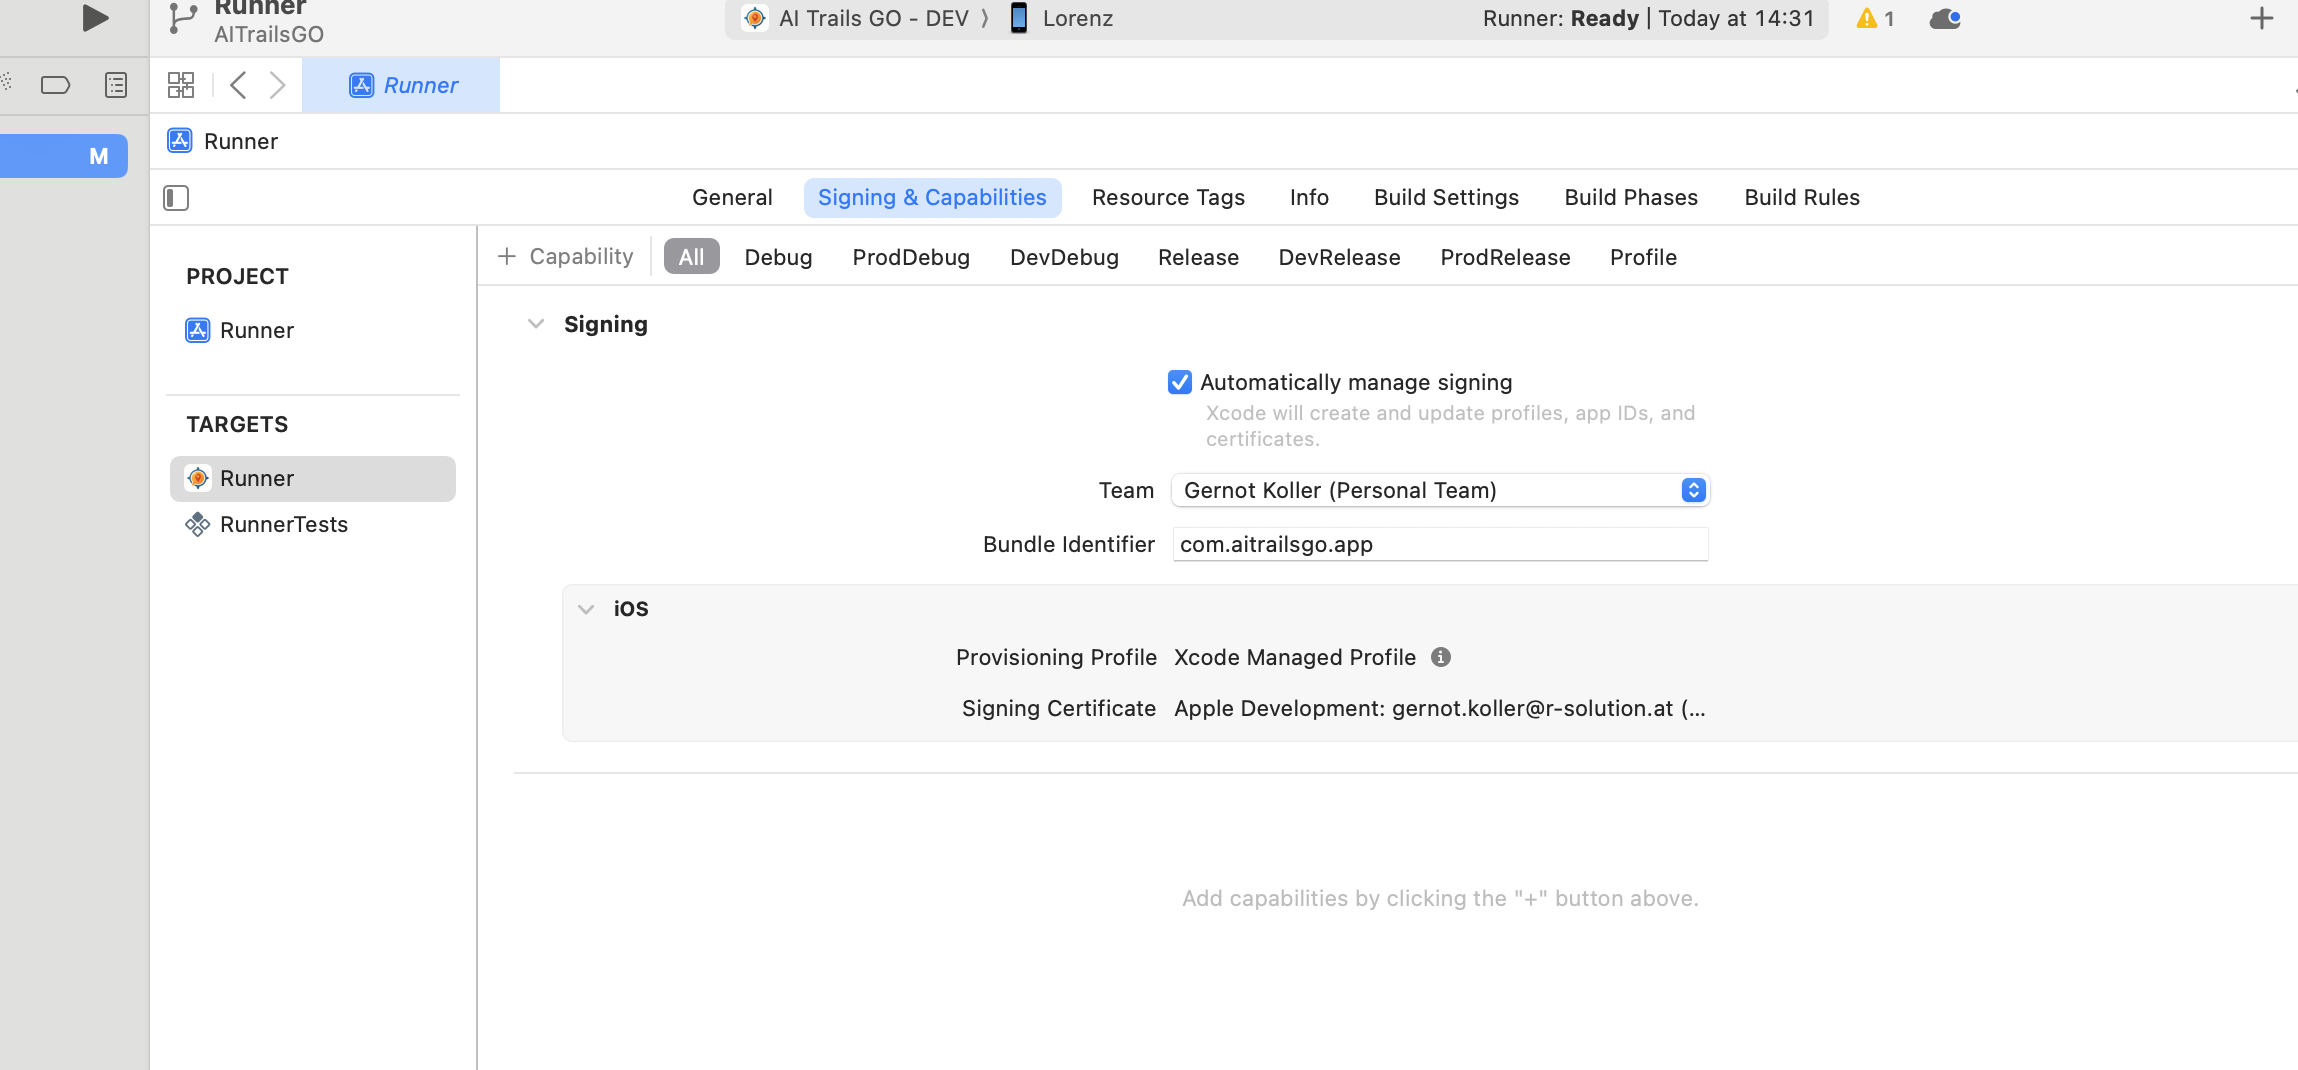 Runner
AITrailsGO
AI Trails GO - DEV
Lorenz
Runner: Ready | Today at 14:31
1
Runner
M
Runner
General
Signing & Capabilities
Resource Tags
Info
Build Settings
Build Phases
Build Rules
PROJECT
Runner
TARGETS
Runner
RunnerTests
+ Capability
All
Debug
ProdDebug
DevDebug
Release
DevRelease
ProdRelease
Profile
Signing
Automatically manage signing
Xcode will create and update profiles, app IDs, and
certificates.
Team
Gernot Koller (Personal Team)
Bundle Identifier
com.aitrailsgo.app
iOS
Provisioning Profile
Xcode Managed Profile
Signing Certificate
Apple Development: gernot.koller@r-solution.at (...
Add capabilities by clicking the "+" button above.